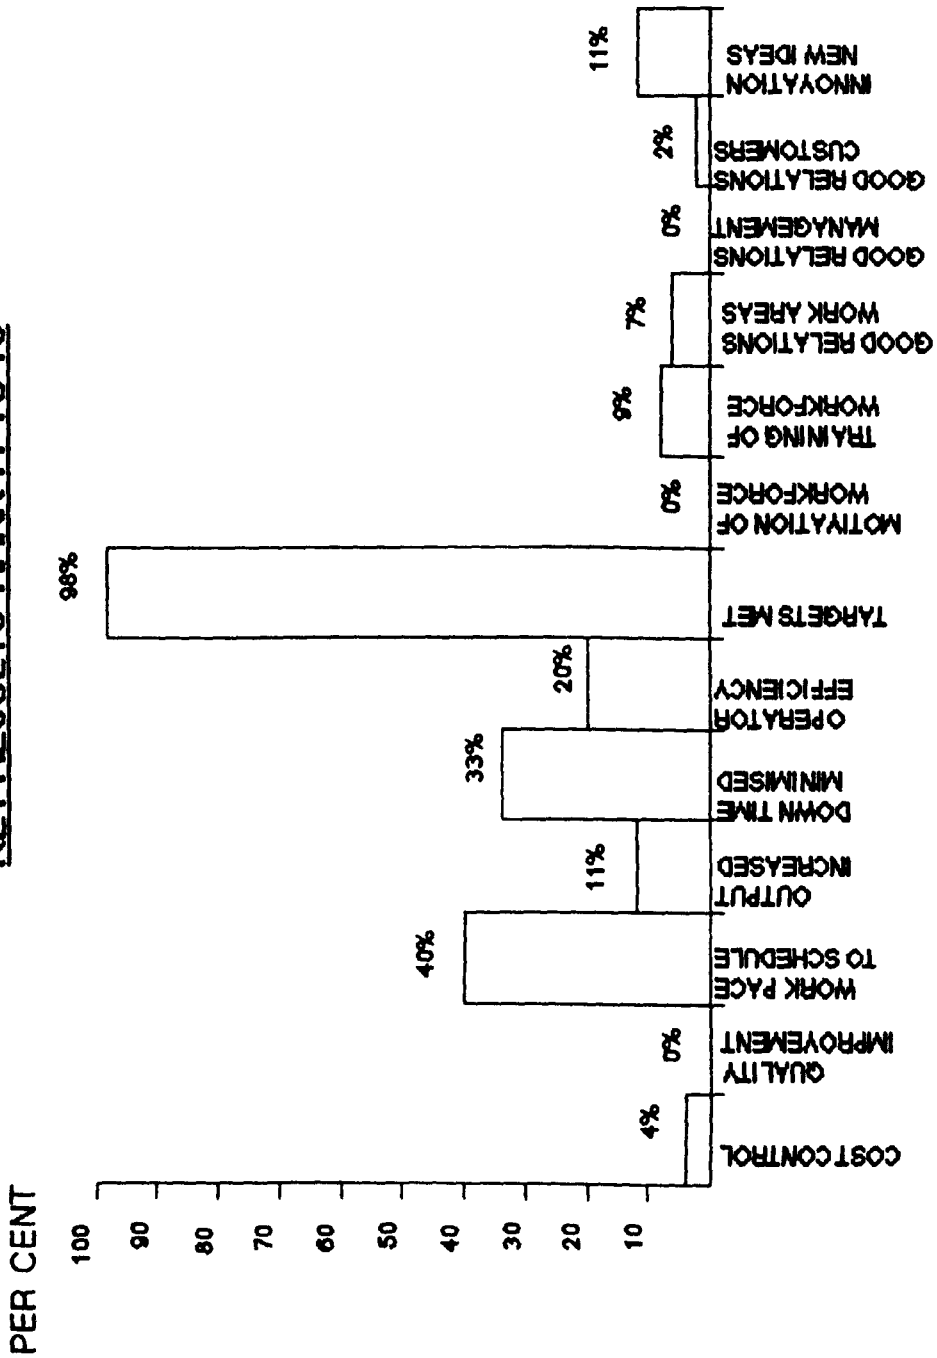 PER CENT
100
90
80
70
60
50
40
30
20
10
4%
0%
40%
11%
33%
20%
98%
0%
9%
7%
0%
2%
11%
COST CONTROL
QUALITY
IMPROVEMENT
WORK PACE
TO SCHEDULE
OUTPUT
INCREASED
DOWN TIME
MINIMISED
OPERATOR
EFFICIENCY
TARGETS MET
MOTIVATION OF
WORKFORCE
TRAINING OF
WORKFORCE
GOOD RELATIONS
WORK AREAS
GOOD RELATIONS
MANAGEMENT
GOOD RELATIONS
CUSTOMERS
INNOVATION
NEW IDEAS